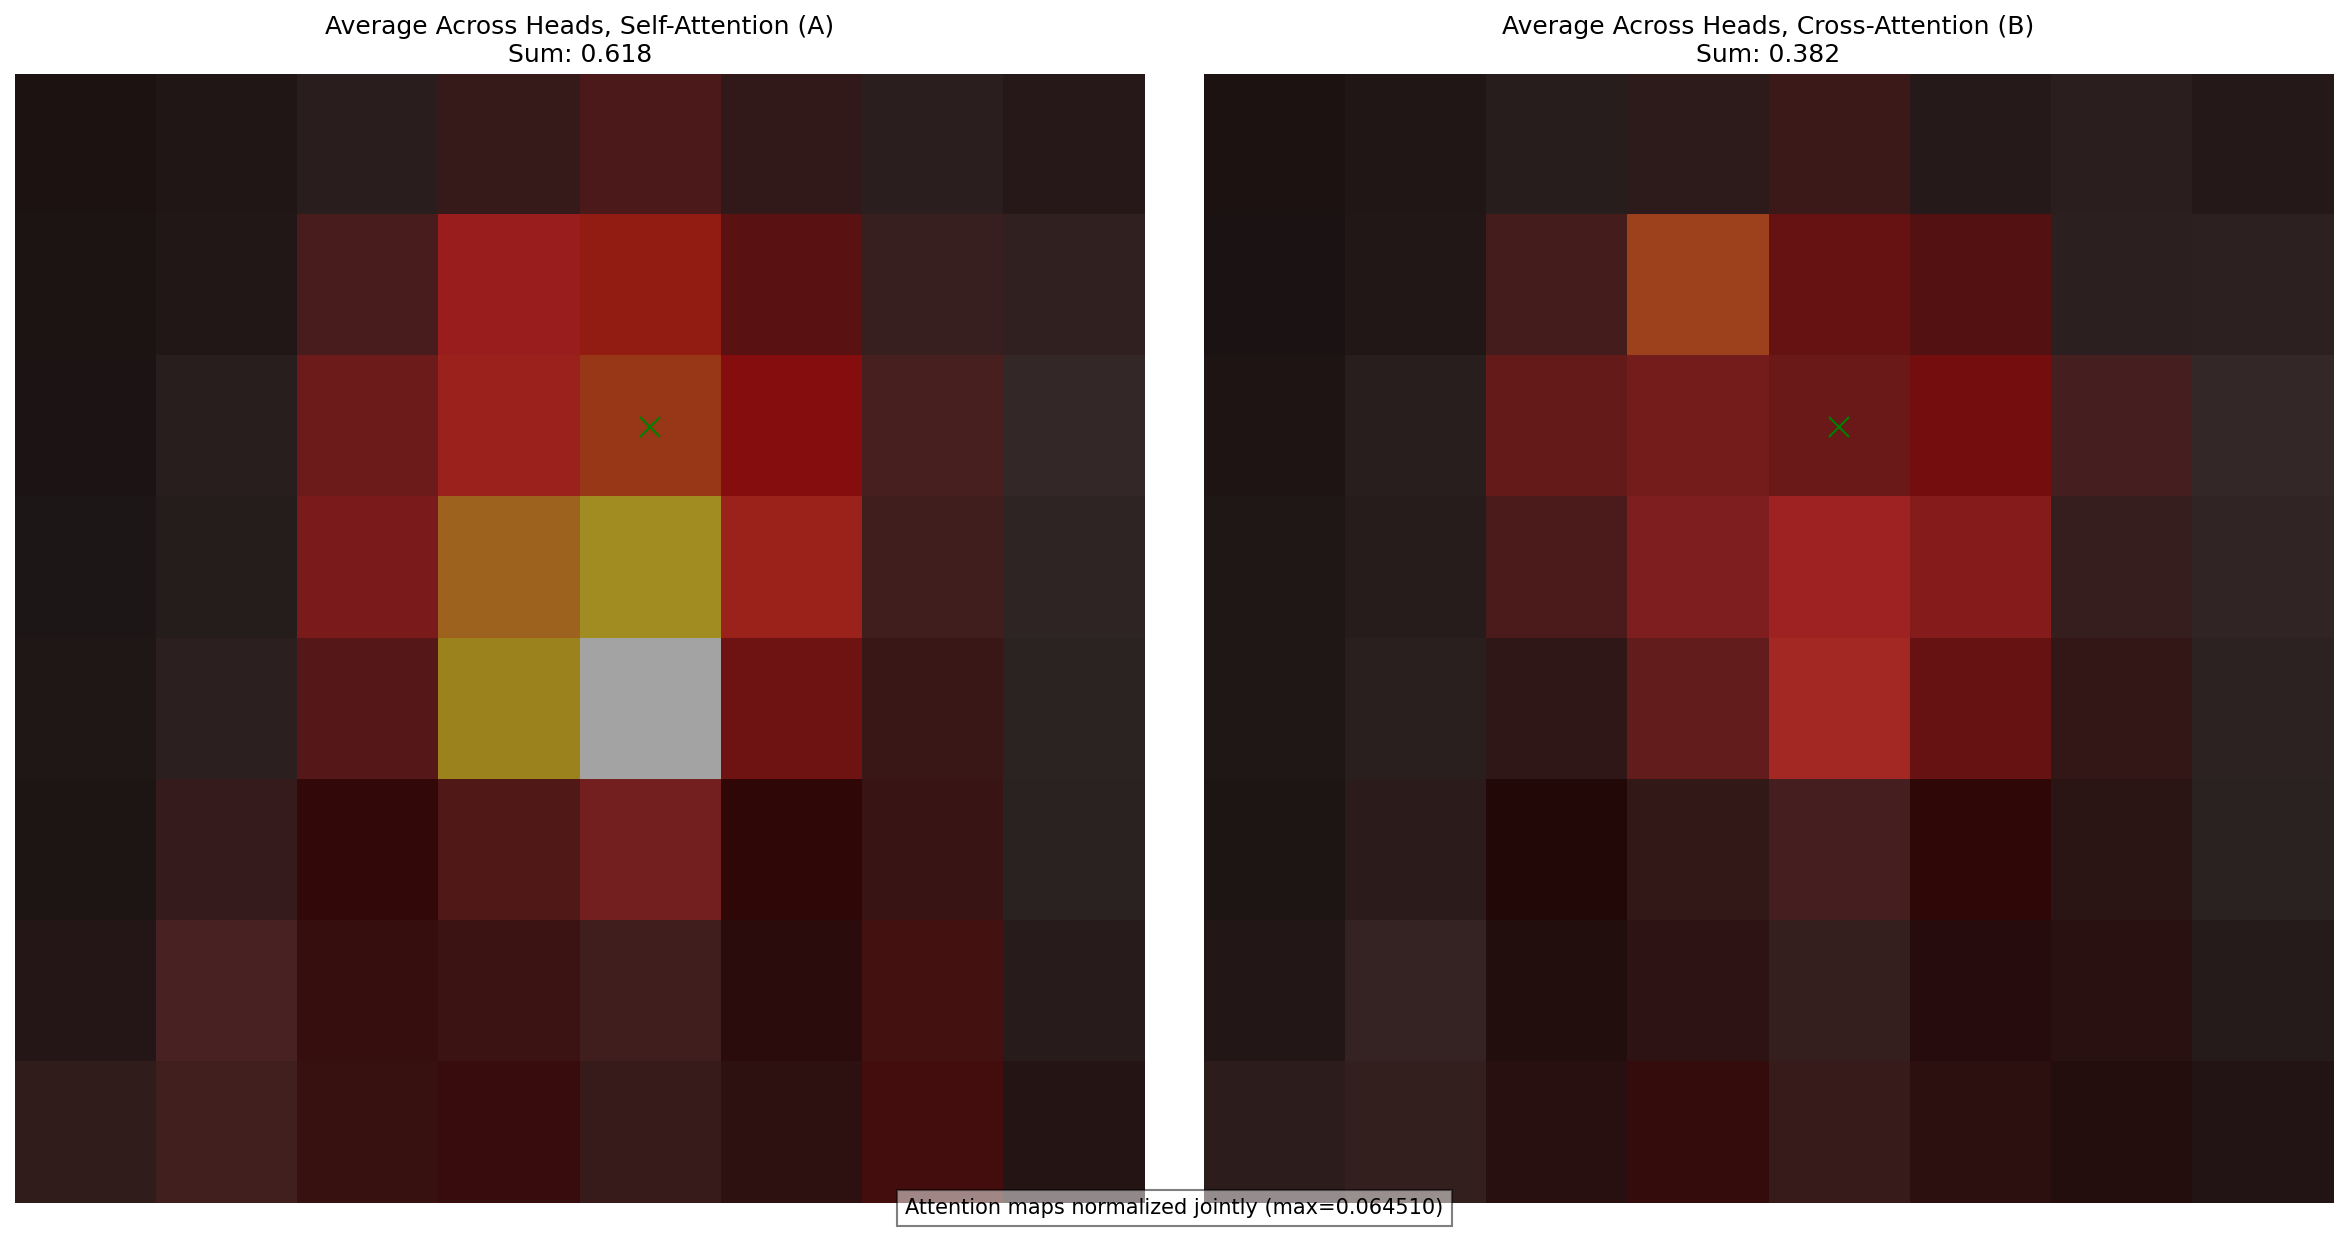 Average Across Heads, Self-Attention (A)
Sum: 0.618
Average Across Heads, Cross-Attention (B)
Sum: 0.382
Attention maps normalized jointly (max=0.064510)